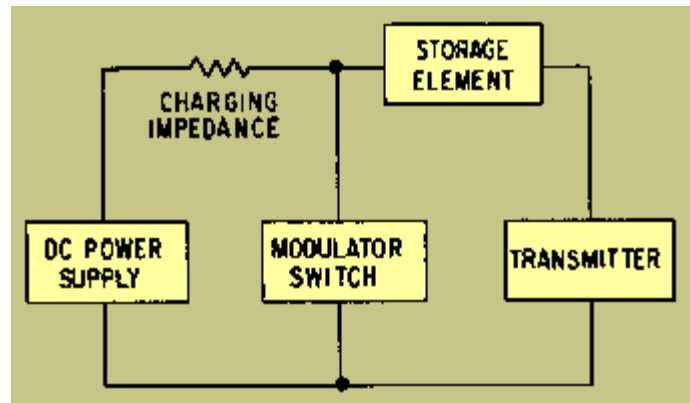 STORAGE
ELEMENT
CHARGING
IMPEDANCE
DC POWER
SUPPLY
MODULATOR
SWITCH
TRANSMITTER